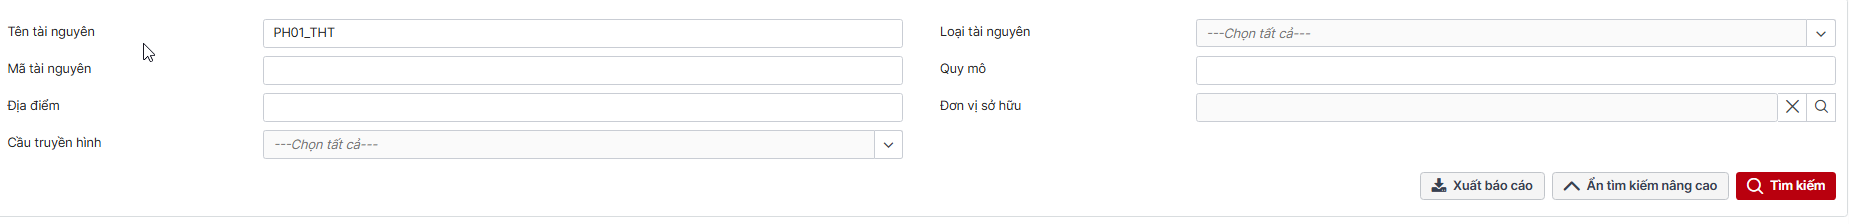 Tên tài nguyên
PH01_THT
Loại tài nguyên
---Chọn tất cả---
Mã tài nguyên
Quy mô
Địa điểm
Đơn vị sở hữu
Cầu truyền hình
---Chọn tất cả---
Xuất báo cáo
Ẩn tìm kiếm nâng cao
Tìm kiếm